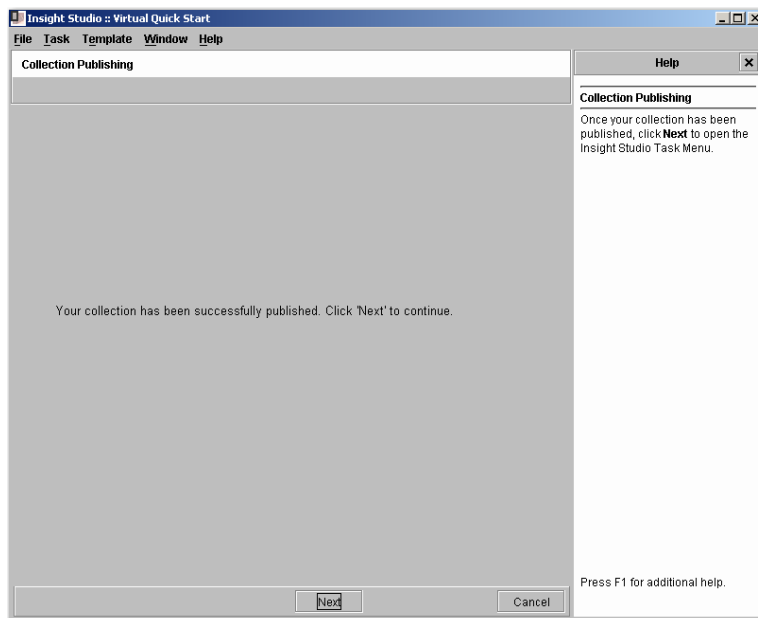 Insight Studio :: Virtual Quick Start
File Task Template Window Help
Collection Publishing
Help
Collection Publishing
Once your collection has been
published, click Next to open the
Insight Studio Task Menu.
Your collection has been successfully published. Click 'Next' to continue.
Press F1 for additional help.
Next
Cancel